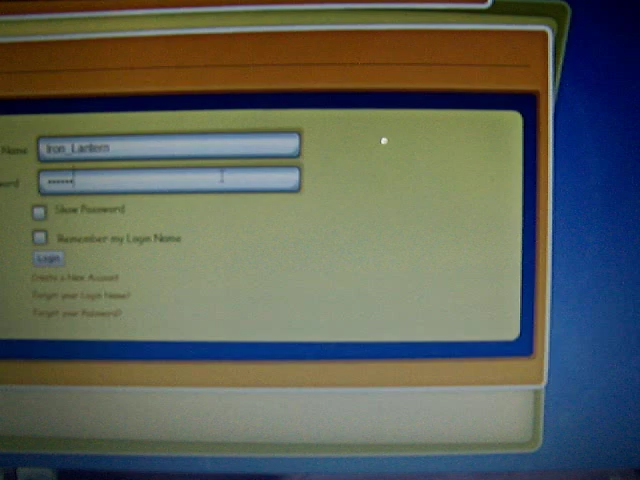 Name Iron_Lantern
word ••••••
Show Password
Remember my Login Name
Login
Create a New Account
Forgot your Login Name?
Forgot your Password?